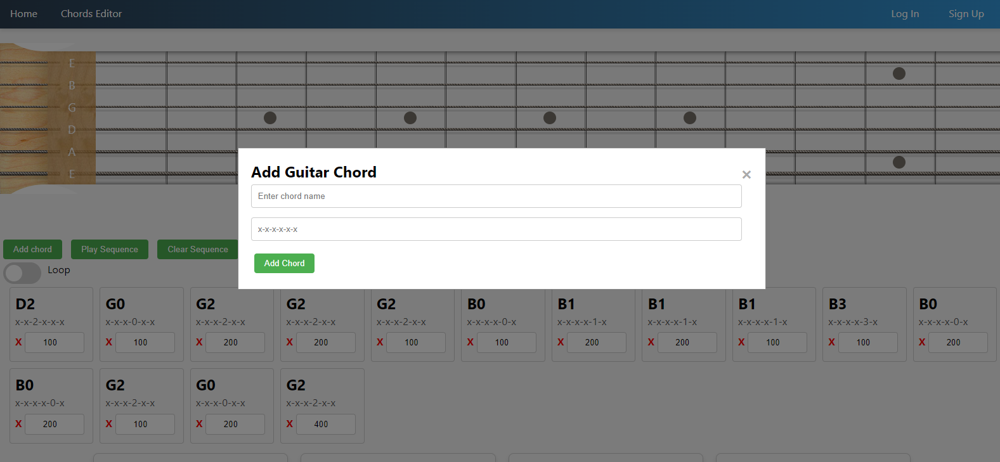 Home Chords Editor Log In Sign Up
E
B
G
D
A
E
Add Guitar Chord ×
Enter chord name
x-x-x-x-x-x
Add Chord
Add chord Play Sequence Clear Sequence
Loop
D2 G0 G2 G2 G2 B0 B1 B1 B1 B3 B0
x-x-2-x-x-x x-x-x-0-x-x x-x-x-2-x-x x-x-x-2-x-x x-x-x-2-x-x x-x-x-x-0-x x-x-x-x-1-x x-x-x-x-1-x x-x-x-x-1-x x-x-x-x-3-x x-x-x-x-0-x
X 100 X 100 X 200 X 200 X 100 X 100 X 200 X 200 X 100 X 100 X 200
B0 G2 G0 G2
x-x-x-x-0-x x-x-x-2-x-x x-x-x-0-x-x x-x-x-2-x-x
X 200 X 100 X 200 X 400